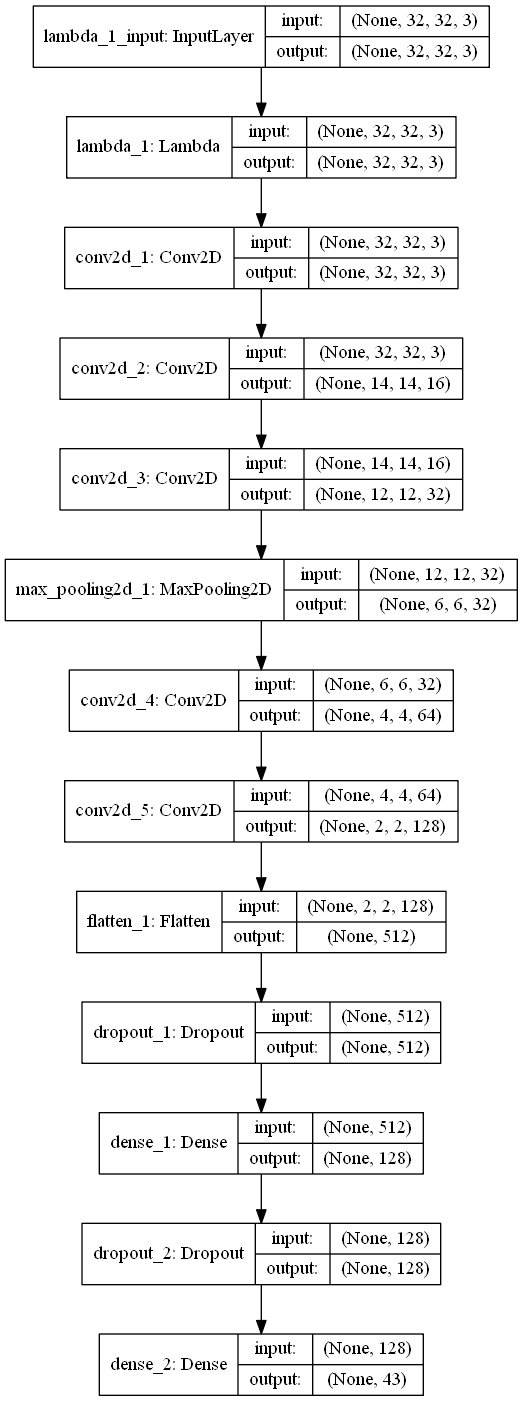 lambda_1_input: InputLayer
input: (None, 32, 32, 3)
output: (None, 32, 32, 3)
lambda_1: Lambda
input: (None, 32, 32, 3)
output: (None, 32, 32, 3)
conv2d_1: Conv2D
input: (None, 32, 32, 3)
output: (None, 32, 32, 3)
conv2d_2: Conv2D
input: (None, 32, 32, 3)
output: (None, 14, 14, 16)
conv2d_3: Conv2D
input: (None, 14, 14, 16)
output: (None, 12, 12, 32)
max_pooling2d_1: MaxPooling2D
input: (None, 12, 12, 32)
output: (None, 6, 6, 32)
conv2d_4: Conv2D
input: (None, 6, 6, 32)
output: (None, 4, 4, 64)
conv2d_5: Conv2D
input: (None, 4, 4, 64)
output: (None, 2, 2, 128)
flatten_1: Flatten
input: (None, 2, 2, 128)
output: (None, 512)
dropout_1: Dropout
input: (None, 512)
output: (None, 512)
dense_1: Dense
input: (None, 512)
output: (None, 128)
dropout_2: Dropout
input: (None, 128)
output: (None, 128)
dense_2: Dense
input: (None, 128)
output: (None, 43)